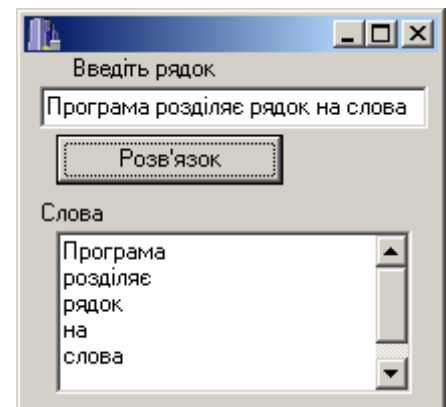 Введіть рядок
Програма розділяє рядок на слова
Розв'язок
Слова
Програма
розділяє
рядок
на
слова